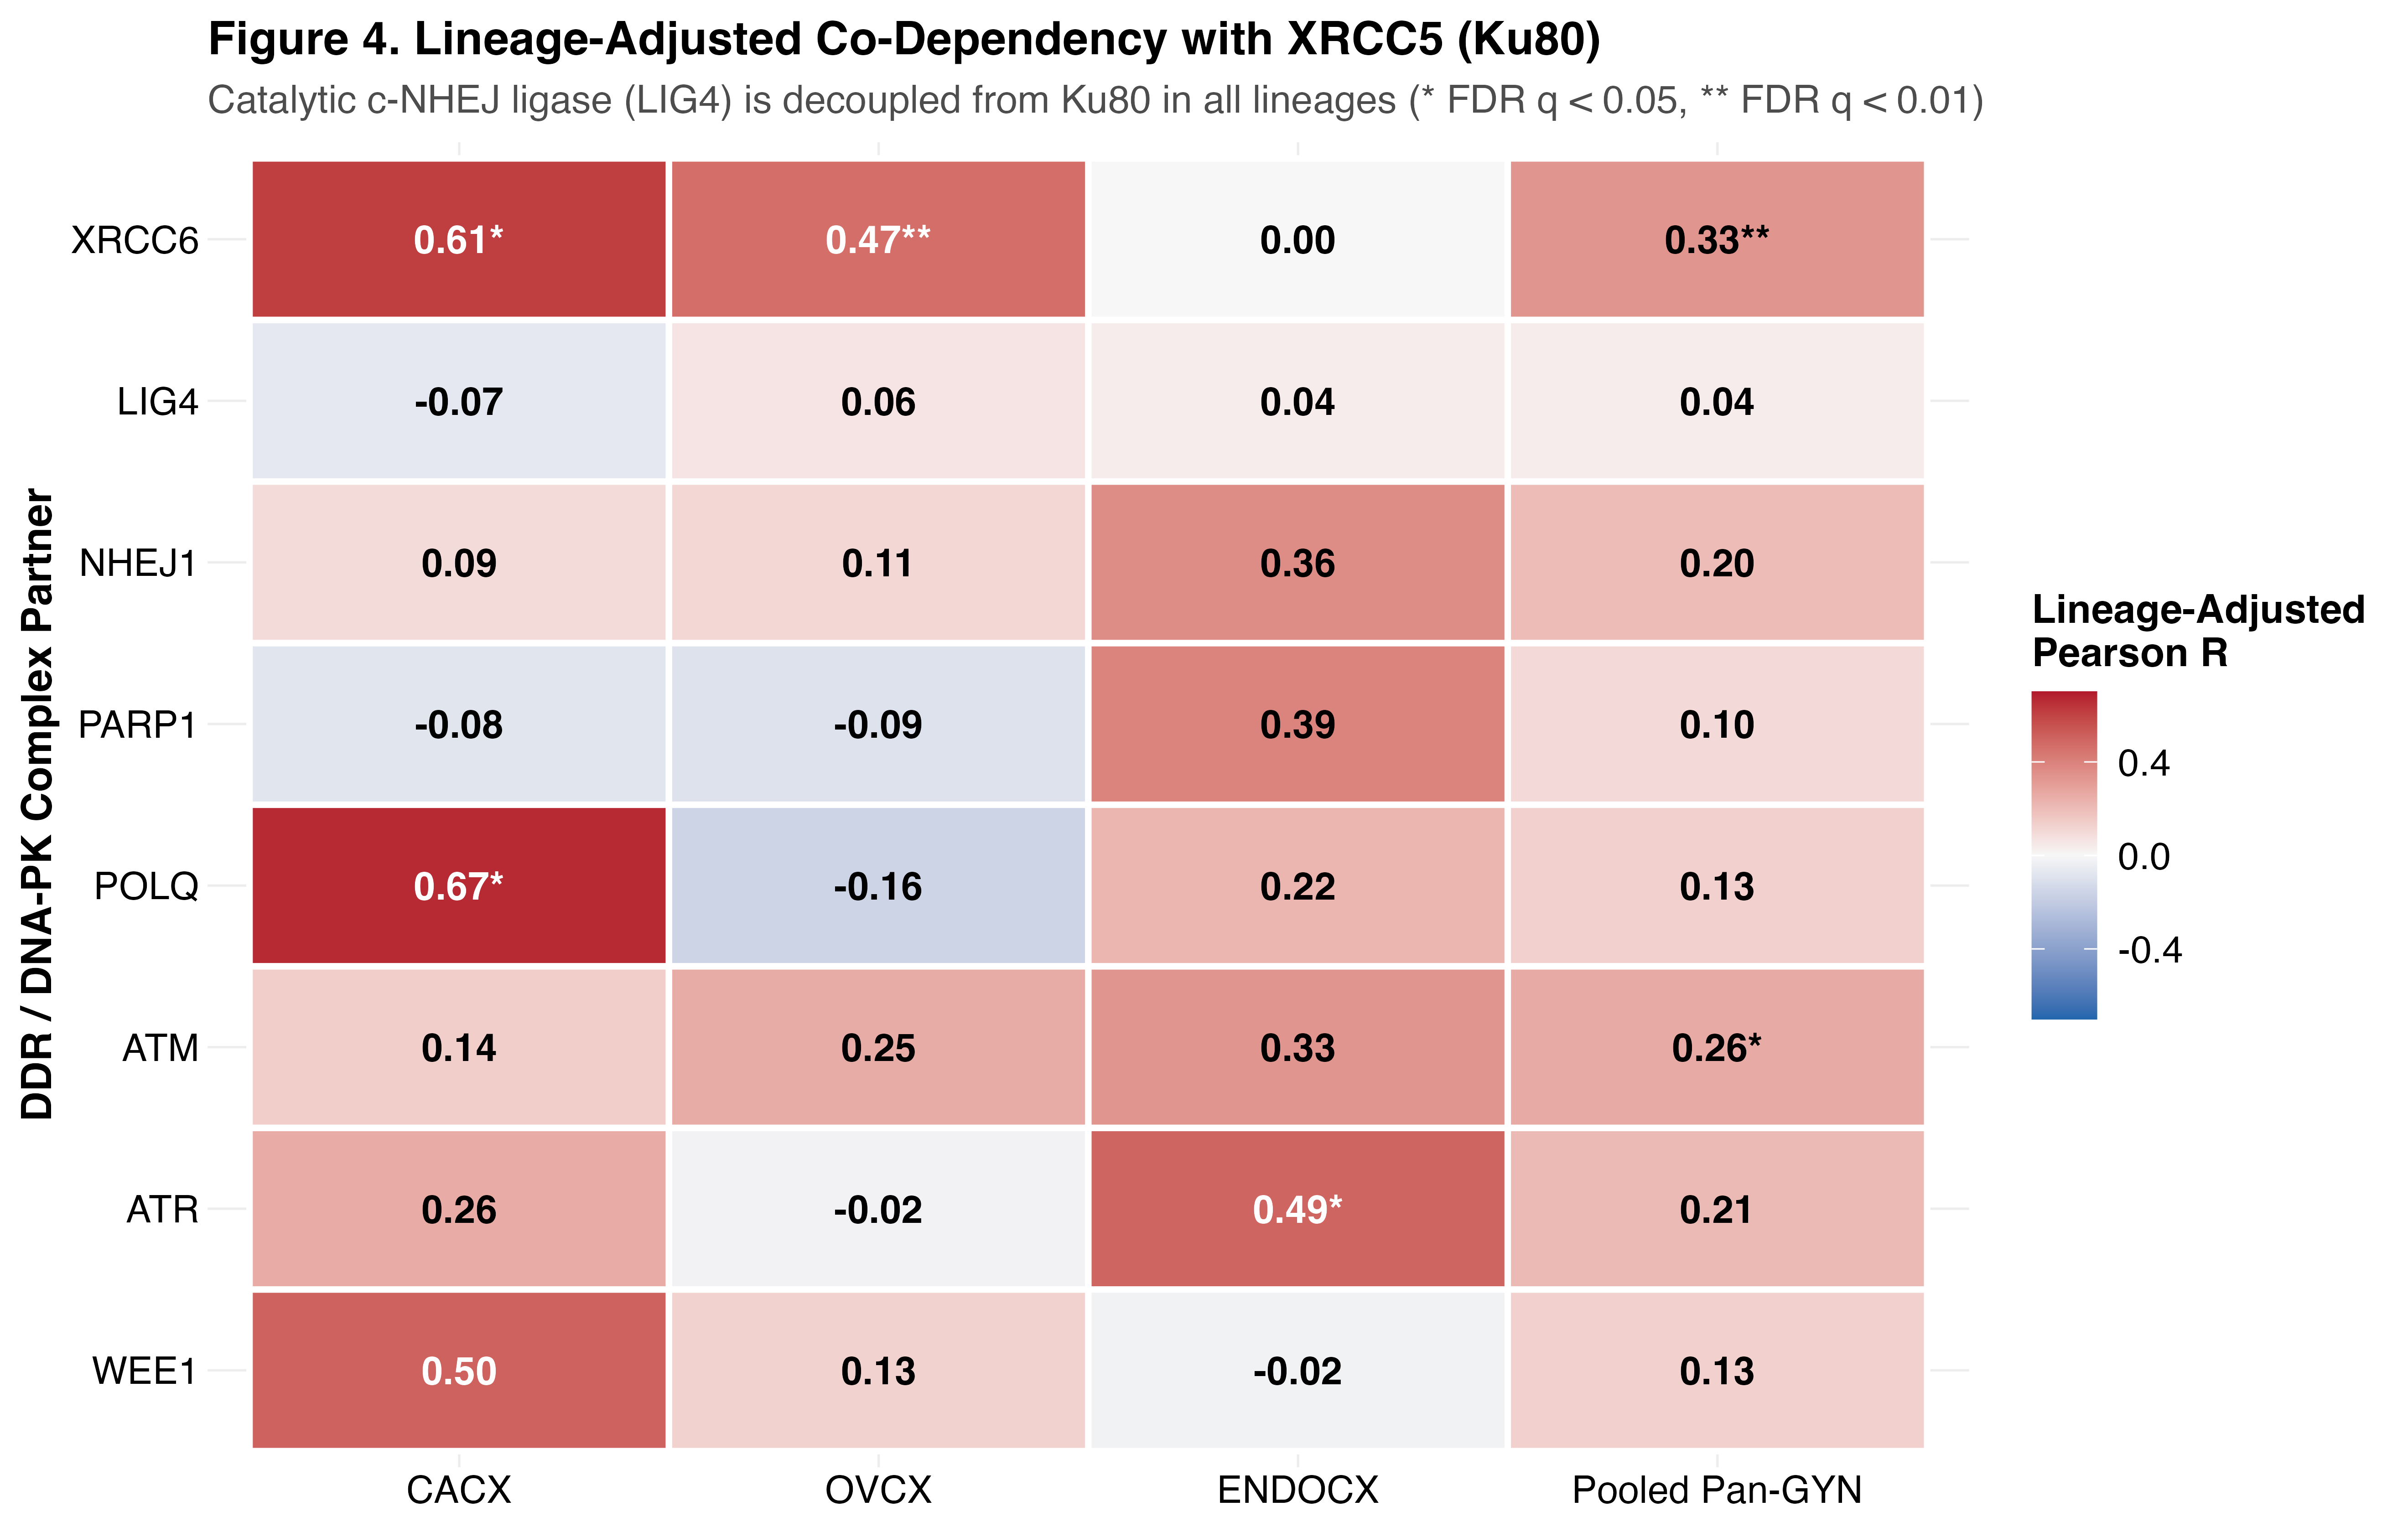 Figure 4. Lineage-Adjusted Co-Dependency with XRCC5 (Ku80)
Catalytic c-NHEJ ligase (LIG4) is decoupled from Ku80 in all lineages (* FDR q < 0.05, ** FDR q < 0.01)
DDR / DNA-PK Complex Partner
XRCC6 0.61* 0.47** 0.00 0.33**
LIG4 -0.07 0.06 0.04 0.04
NHEJ1 0.09 0.11 0.36 0.20
PARP1 -0.08 -0.09 0.39 0.10
POLQ 0.67* -0.16 0.22 0.13
ATM 0.14 0.25 0.33 0.26*
ATR 0.26 -0.02 0.49* 0.21
WEE1 0.50 0.13 -0.02 0.13
CACX OVCX ENDOCX Pooled Pan-GYN
Lineage-Adjusted
Pearson R
0.4
0.0
-0.4